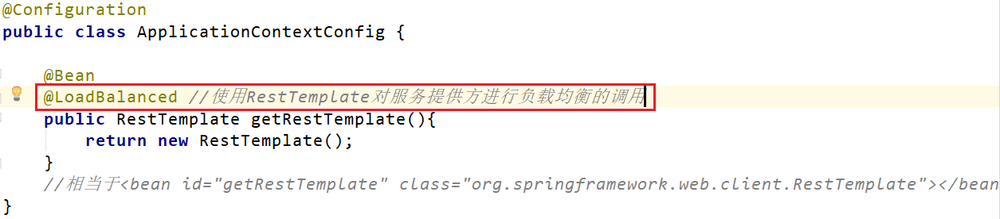 @Configuration
public class ApplicationContextConfig {
@Bean
@LoadBalanced //使用RestTemplate对服务提供方进行负载均衡的调用
public RestTemplate getRestTemplate(){
return new RestTemplate();
}
//相当于<bean id="getRestTemplate" class="org.springframework.web.client.RestTemplate"></bean
}